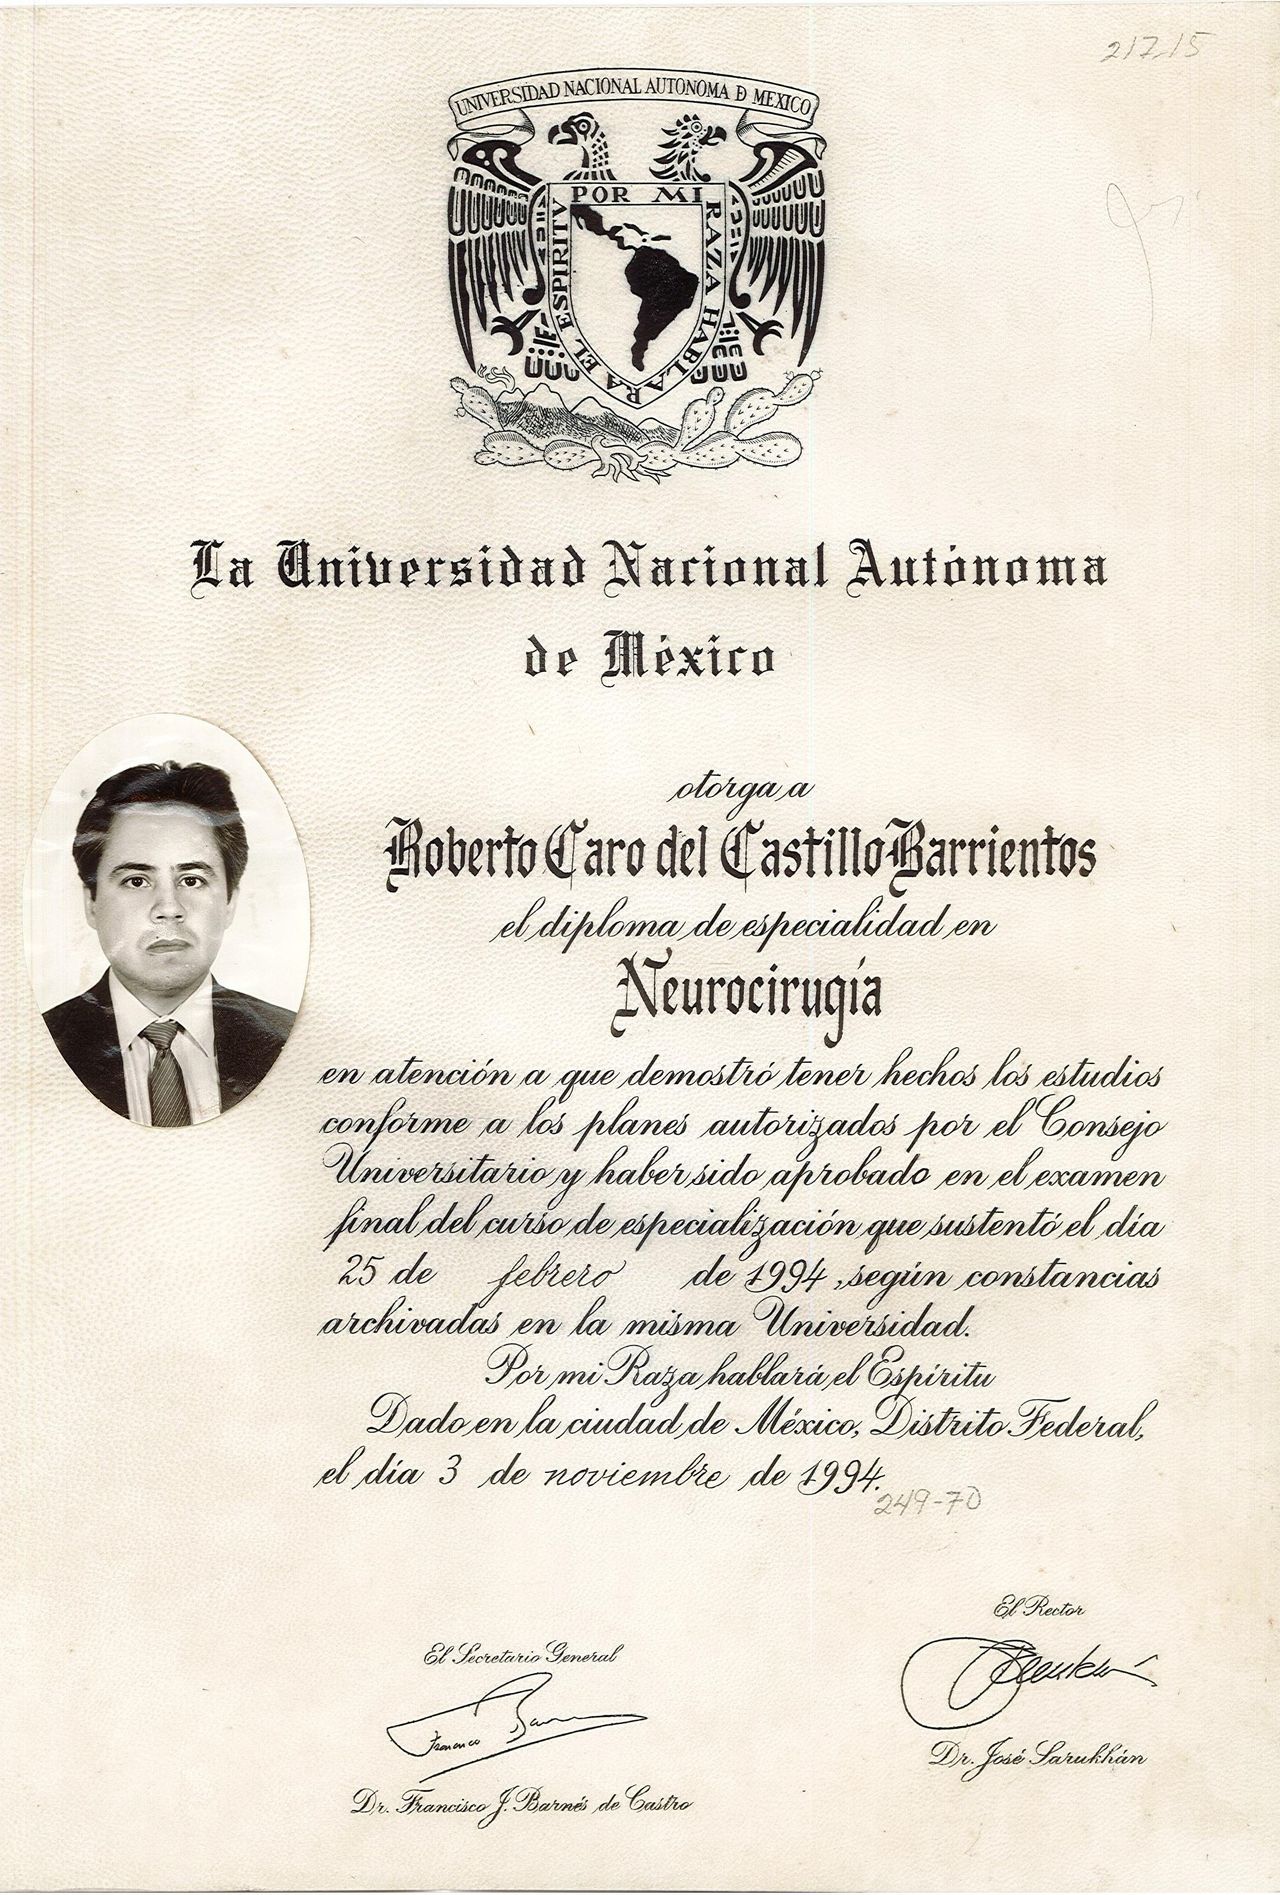 217.15
UNIVERSIDAD NACIONAL AUTONOMA D MEXICO
POR MI RAZA HABLARA EL ESPIRITV
La Universidad Nacional Autónoma
de México
otorga a
Roberto Caro del Castillo Barrientos
el diploma de especialidad en
Neurocirugía
en atención a que demostró tener hechos los estudios
conforme a los planes autorizados por el Consejo
Universitario y haber sido aprobado en el examen
final del curso de especialización que sustentó el día
25 de febrero de 1994, según constancias
archivadas en la misma Universidad.
Por mi Raza hablará el Espíritu
Dado en la ciudad de México, Distrito Federal,
el día 3 de noviembre de 1994.
249-70
El Rector
El Secretario General
Francisco
Dr. José Sarukhán
Dr. Francisco J. Barnés de Castro